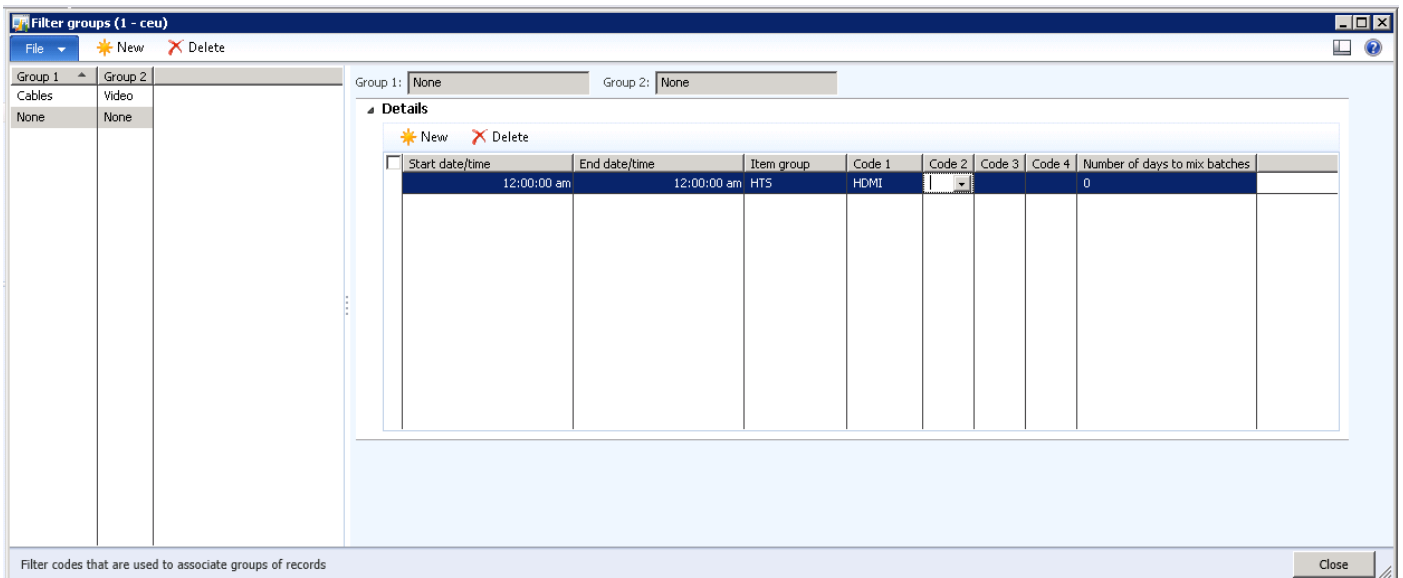 Filter groups (1 - ceu)
File New Delete
Group 1 Group 2
Cables Video
None None
Group 1: None Group 2: None
Details
New Delete
Start date/time End date/time Item group Code 1 Code 2 Code 3 Code 4 Number of days to mix batches
12:00:00 am 12:00:00 am HTS HDMI 0
Filter codes that are used to associate groups of records
Close